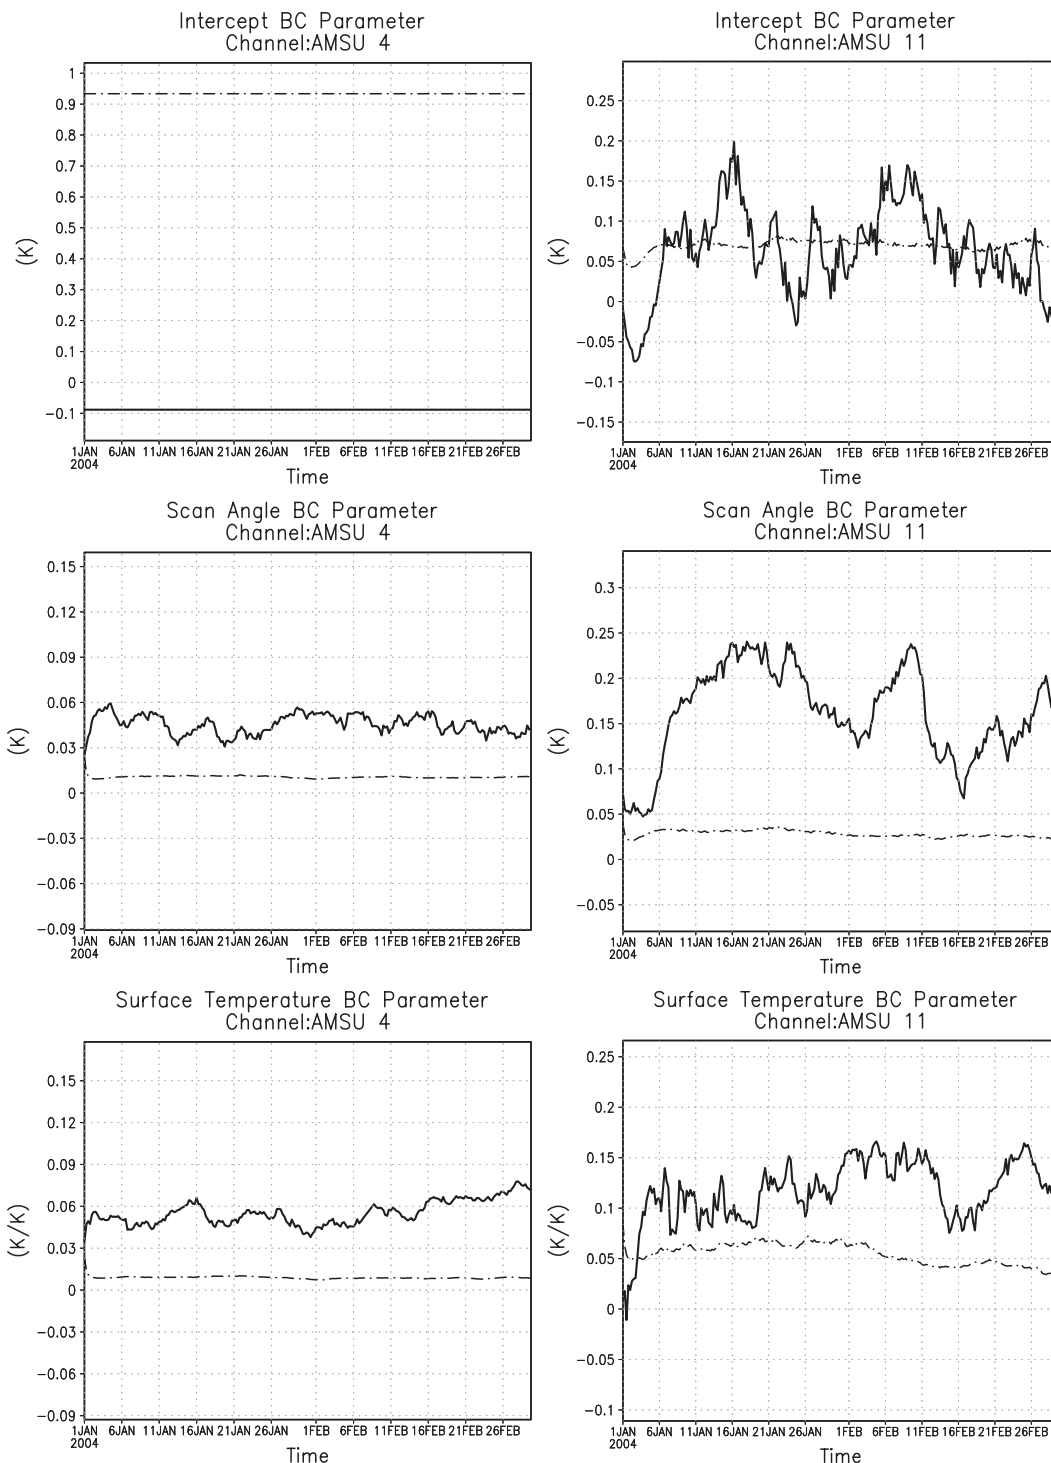 Intercept BC Parameter
Channel:AMSU 4
1
0.9
0.8
0.7
0.6
0.5
0.4
0.3
0.2
0.1
0
−0.1
(K)
1JAN 6JAN 11JAN 16JAN 21JAN 26JAN 1FEB 6FEB 11FEB 16FEB 21FEB 26FEB
2004
Time
Intercept BC Parameter
Channel:AMSU 11
0.25
0.2
0.15
0.1
0.05
0
−0.05
−0.1
−0.15
(K)
1JAN 6JAN 11JAN 16JAN 21JAN 26JAN 1FEB 6FEB 11FEB 16FEB 21FEB 26FEB
2004
Time
Scan Angle BC Parameter
Channel:AMSU 4
0.15
0.12
0.09
0.06
0.03
0
−0.03
−0.06
−0.09
(K)
1JAN 6JAN 11JAN 16JAN 21JAN 26JAN 1FEB 6FEB 11FEB 16FEB 21FEB 26FEB
2004
Time
Scan Angle BC Parameter
Channel:AMSU 11
0.3
0.25
0.2
0.15
0.1
0.05
0
−0.05
(K)
1JAN 6JAN 11JAN 16JAN 21JAN 26JAN 1FEB 6FEB 11FEB 16FEB 21FEB 26FEB
2004
Time
Surface Temperature BC Parameter
Channel:AMSU 4
0.15
0.12
0.09
0.06
0.03
0
−0.03
−0.06
−0.09
(K/K)
1JAN 6JAN 11JAN 16JAN 21JAN 26JAN 1FEB 6FEB 11FEB 16FEB 21FEB 26FEB
2004
Time
Surface Temperature BC Parameter
Channel:AMSU 11
0.25
0.2
0.15
0.1
0.05
0
−0.05
−0.1
(K/K)
1JAN 6JAN 11JAN 16JAN 21JAN 26JAN 1FEB 6FEB 11FEB 16FEB 21FEB 26FEB
2004
Time